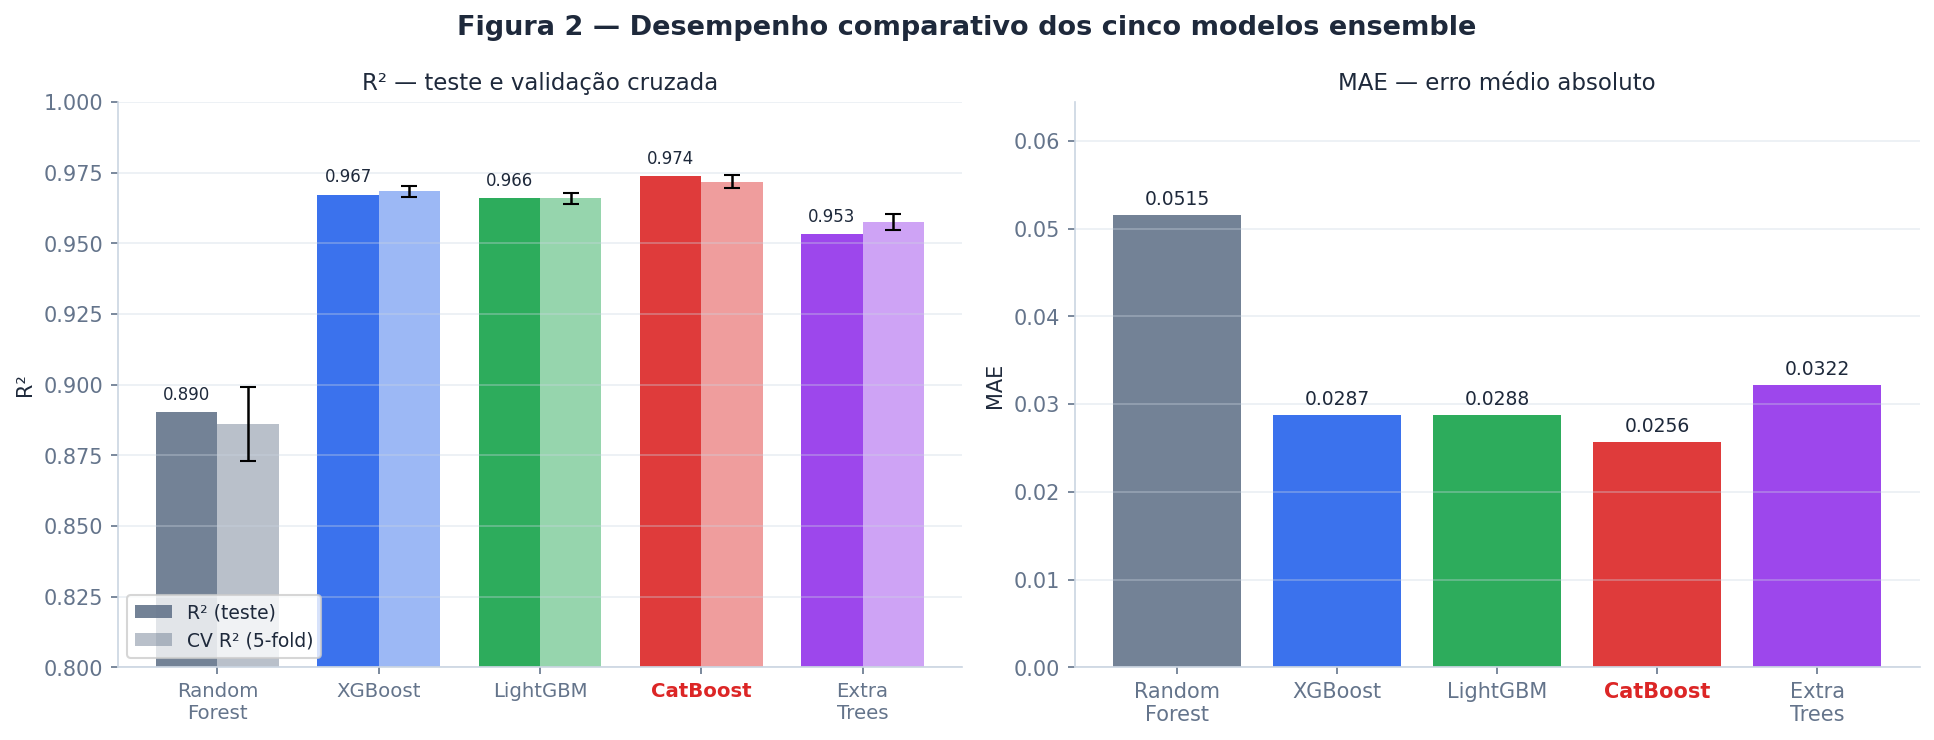 Figura 2 — Desempenho comparativo dos cinco modelos ensemble
R² — teste e validação cruzada
R²
1.000
0.975
0.950
0.925
0.900
0.875
0.850
0.825
0.800
0.890
0.967
0.966
0.974
0.953
R² (teste)
CV R² (5-fold)
Random
Forest
XGBoost
LightGBM
CatBoost
Extra
Trees
MAE — erro médio absoluto
MAE
0.06
0.05
0.04
0.03
0.02
0.01
0.00
0.0515
0.0287
0.0288
0.0256
0.0322
Random
Forest
XGBoost
LightGBM
CatBoost
Extra
Trees